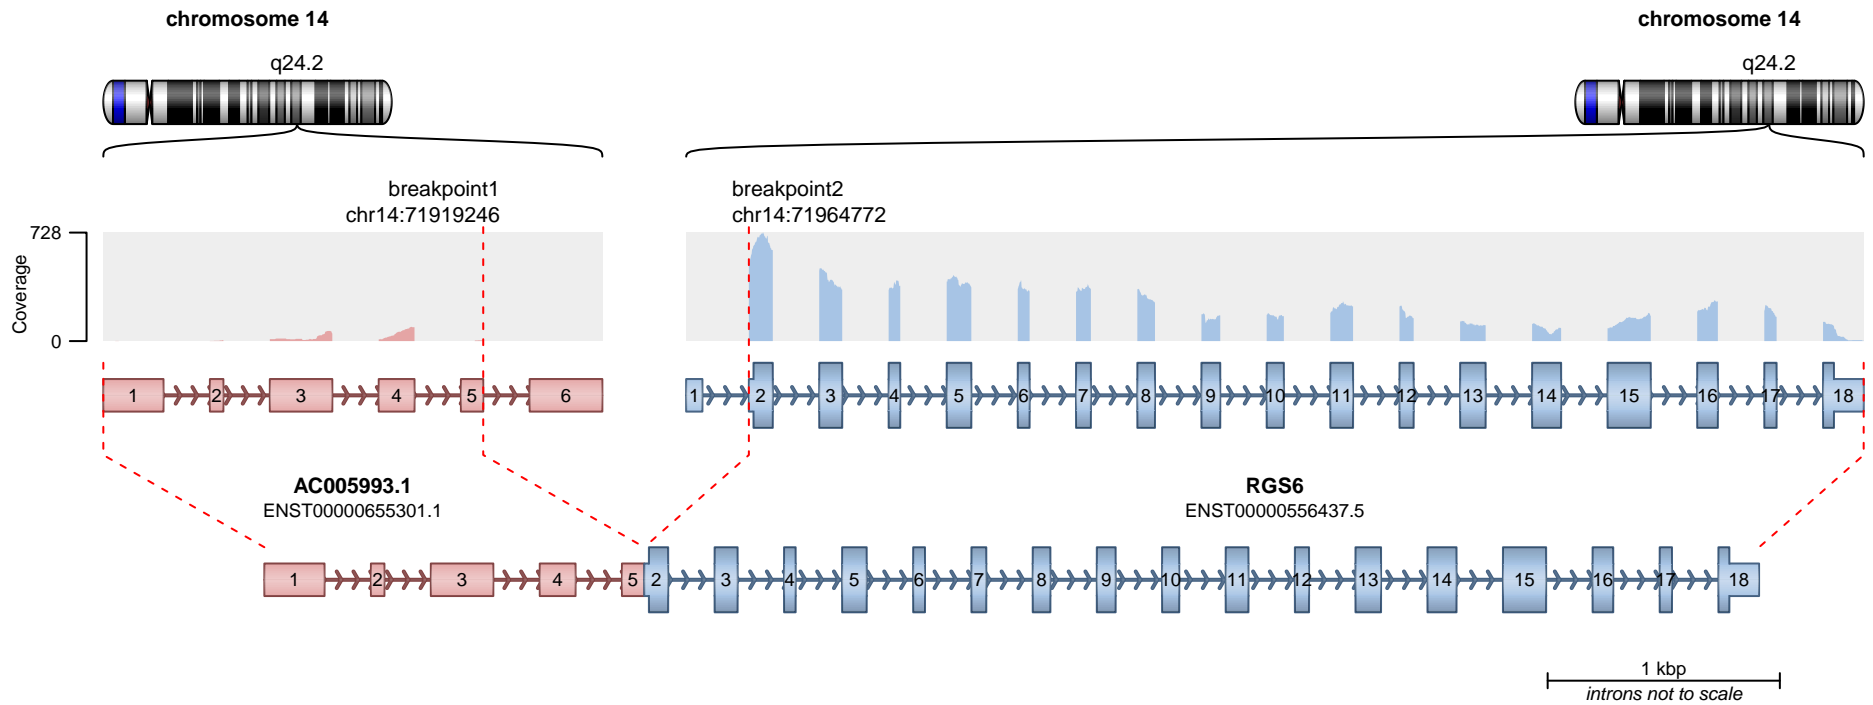 chromosome 14
chromosome 14
q24.2
q24.2
breakpoint1
chr14:71919246
breakpoint2
chr14:71964772
728
0
Coverage
1 2 3 4 5 6
1 2 3 4 5 6 7 8 9 10 11 12 13 14 15 16 17 18
AC005993.1
ENST00000655301.1
RGS6
ENST00000556437.5
1 2 3 4 5 2 3 4 5 6 7 8 9 10 11 12 13 14 15 16 17 18
1 kbp
introns not to scale